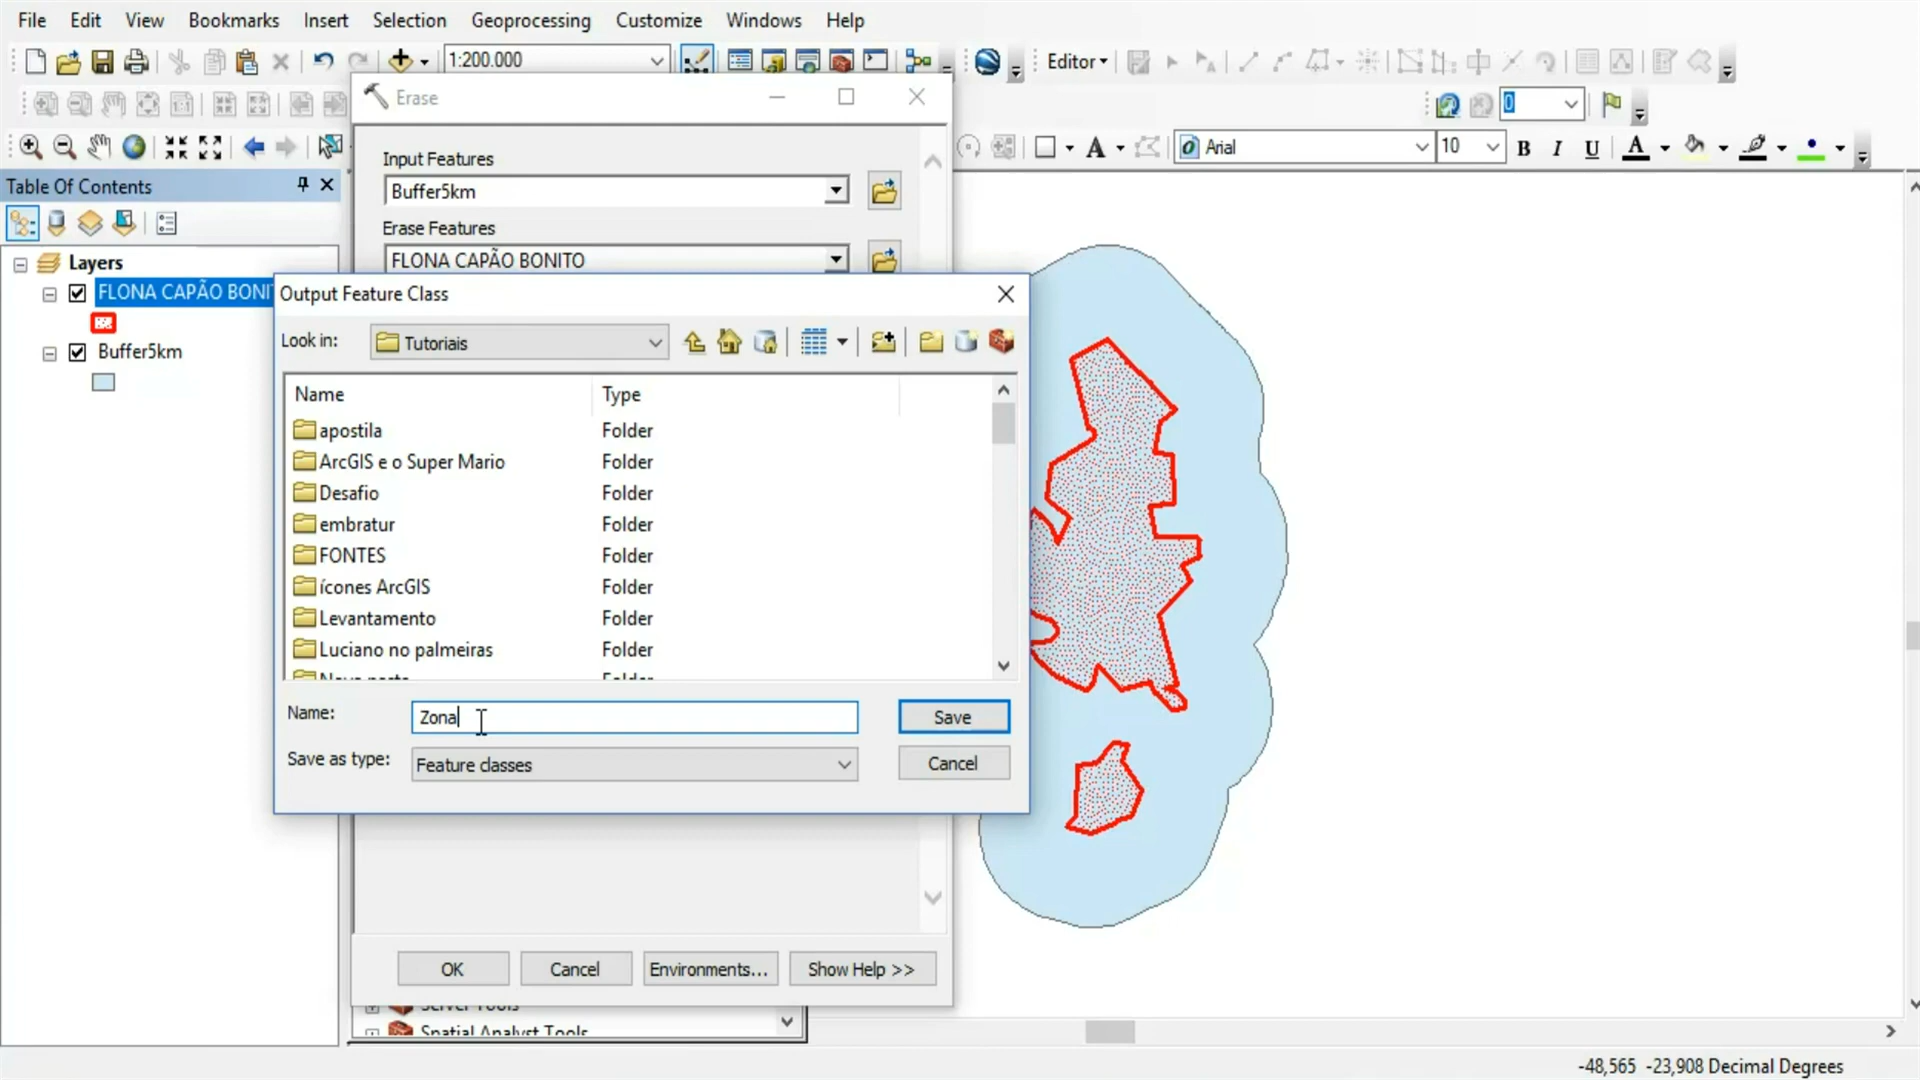 File Edit View Bookmarks Insert Selection Geoprocessing Customize Windows Help
1:200.000
Editor
Erase
0
Arial 10 B I U A
Table Of Contents
Input Features
Buffer5km
Erase Features
FLONA CAPÃO BONITO
Layers
FLONA CAPÃO BONI
Buffer5km
Output Feature Class
Look in: Tutoriais
Name Type
apostila Folder
ArcGIS e o Super Mario Folder
Desafio Folder
embratur Folder
FONTES Folder
ícones ArcGIS Folder
Levantamento Folder
Luciano no palmeiras Folder
Name: Zona Save
Save as type: Feature classes Cancel
OK Cancel Environments... Show Help >>
Spatial Analyst Tools
-48,565 -23,908 Decimal Degrees